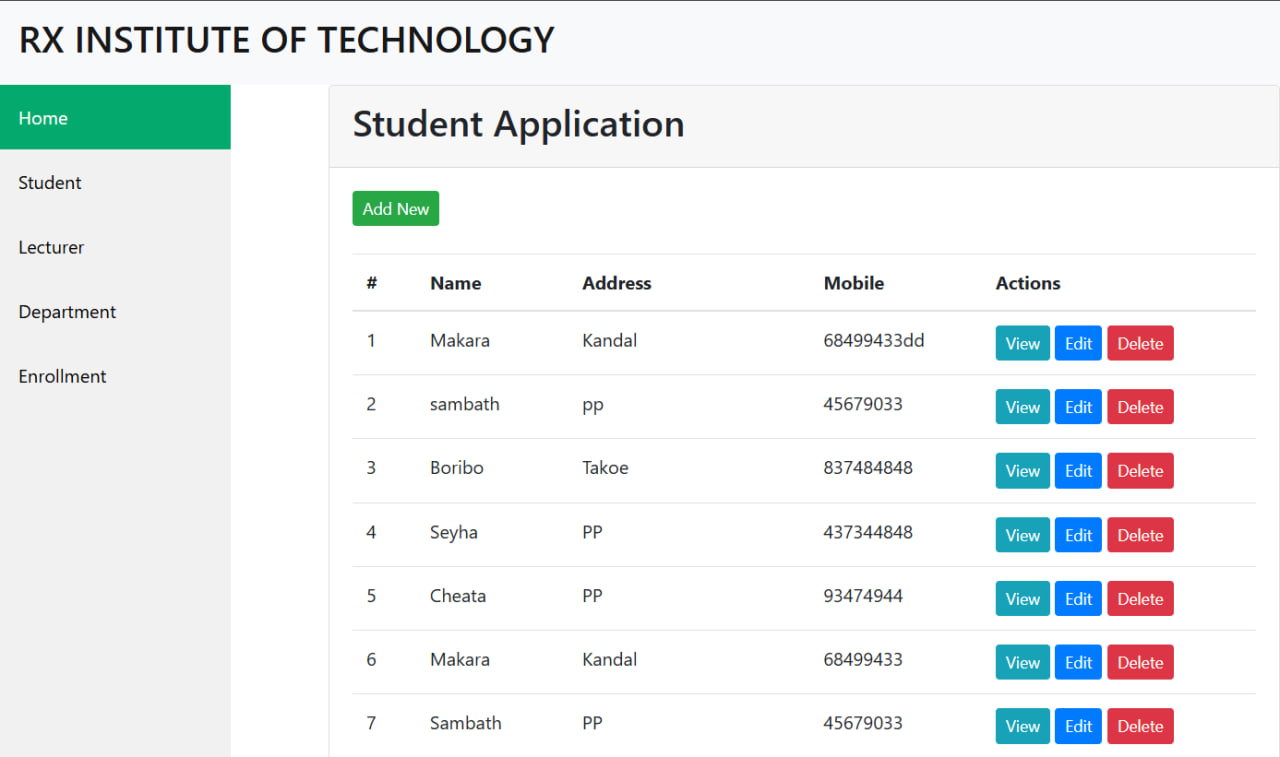 RX INSTITUTE OF TECHNOLOGY
Home
Student
Lecturer
Department
Enrollment
Student Application
Add New
# Name Address Mobile Actions
1 Makara Kandal 68499433dd View Edit Delete
2 sambath pp 45679033 View Edit Delete
3 Boribo Takoe 837484848 View Edit Delete
4 Seyha PP 437344848 View Edit Delete
5 Cheata PP 93474944 View Edit Delete
6 Makara Kandal 68499433 View Edit Delete
7 Sambath PP 45679033 View Edit Delete